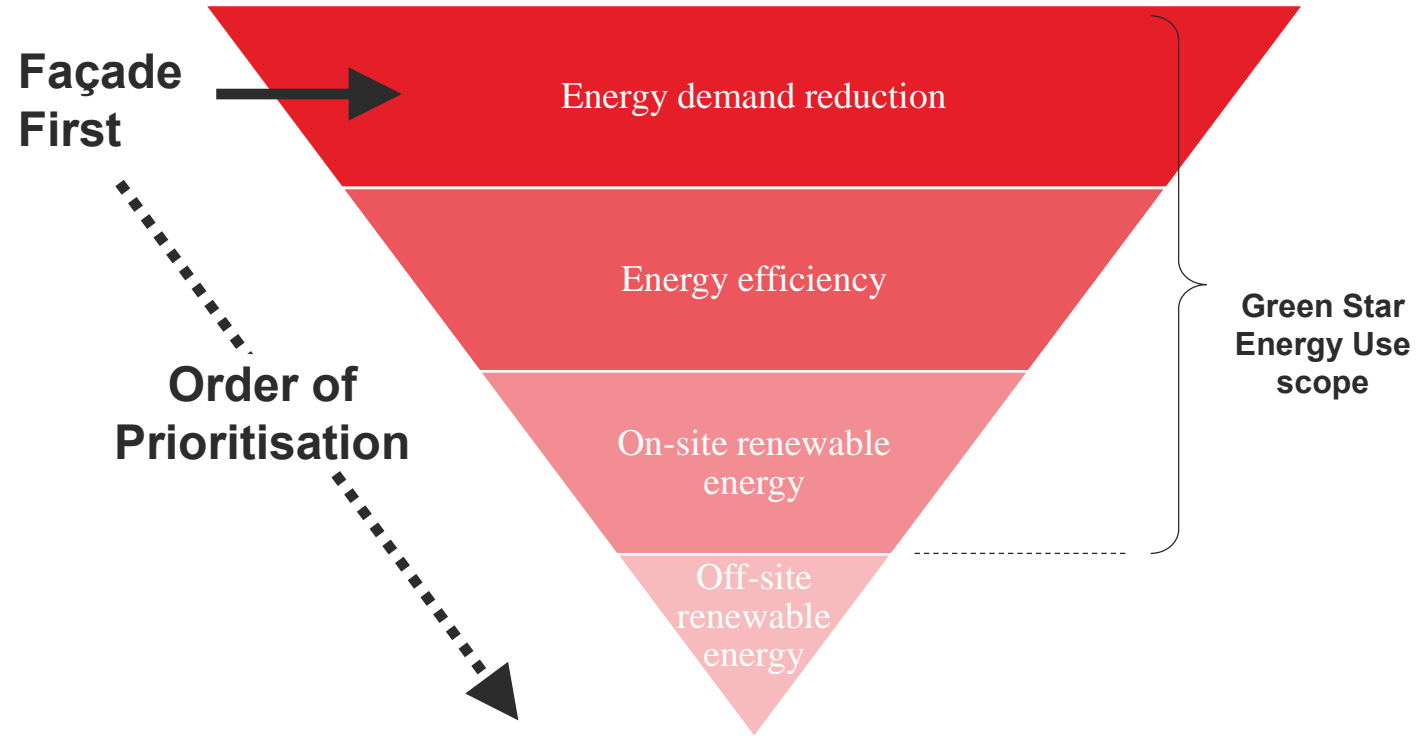 Façade
First
Energy demand reduction
Energy efficiency
Green Star
Energy Use
scope
Order of
Prioritisation
On-site renewable
energy
Off-site
renewable
energy